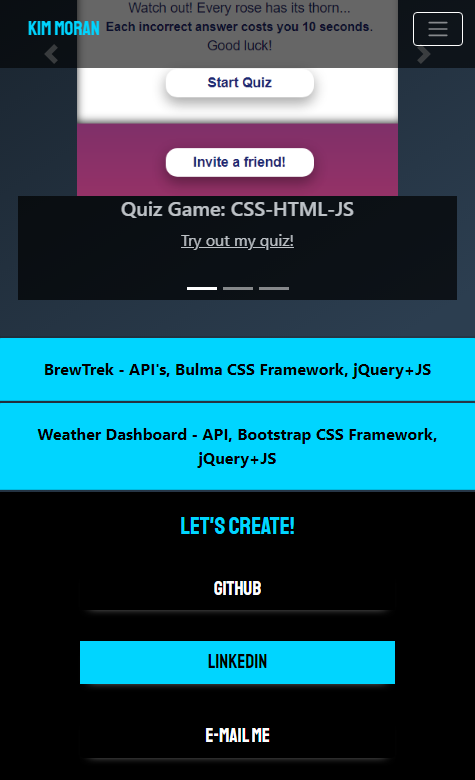 Watch out! Every rose has its thorn...
KIM MORAN
Each incorrect answer costs you 10 seconds.
Good luck!
Start Quiz
Invite a friend!
Quiz Game: CSS-HTML-JS
Try out my quiz!
BrewTrek - API's, Bulma CSS Framework, jQuery+JS
Weather Dashboard - API, Bootstrap CSS Framework,
jQuery+JS
LET'S CREATE!
GITHUB
LINKEDIN
E-MAIL ME